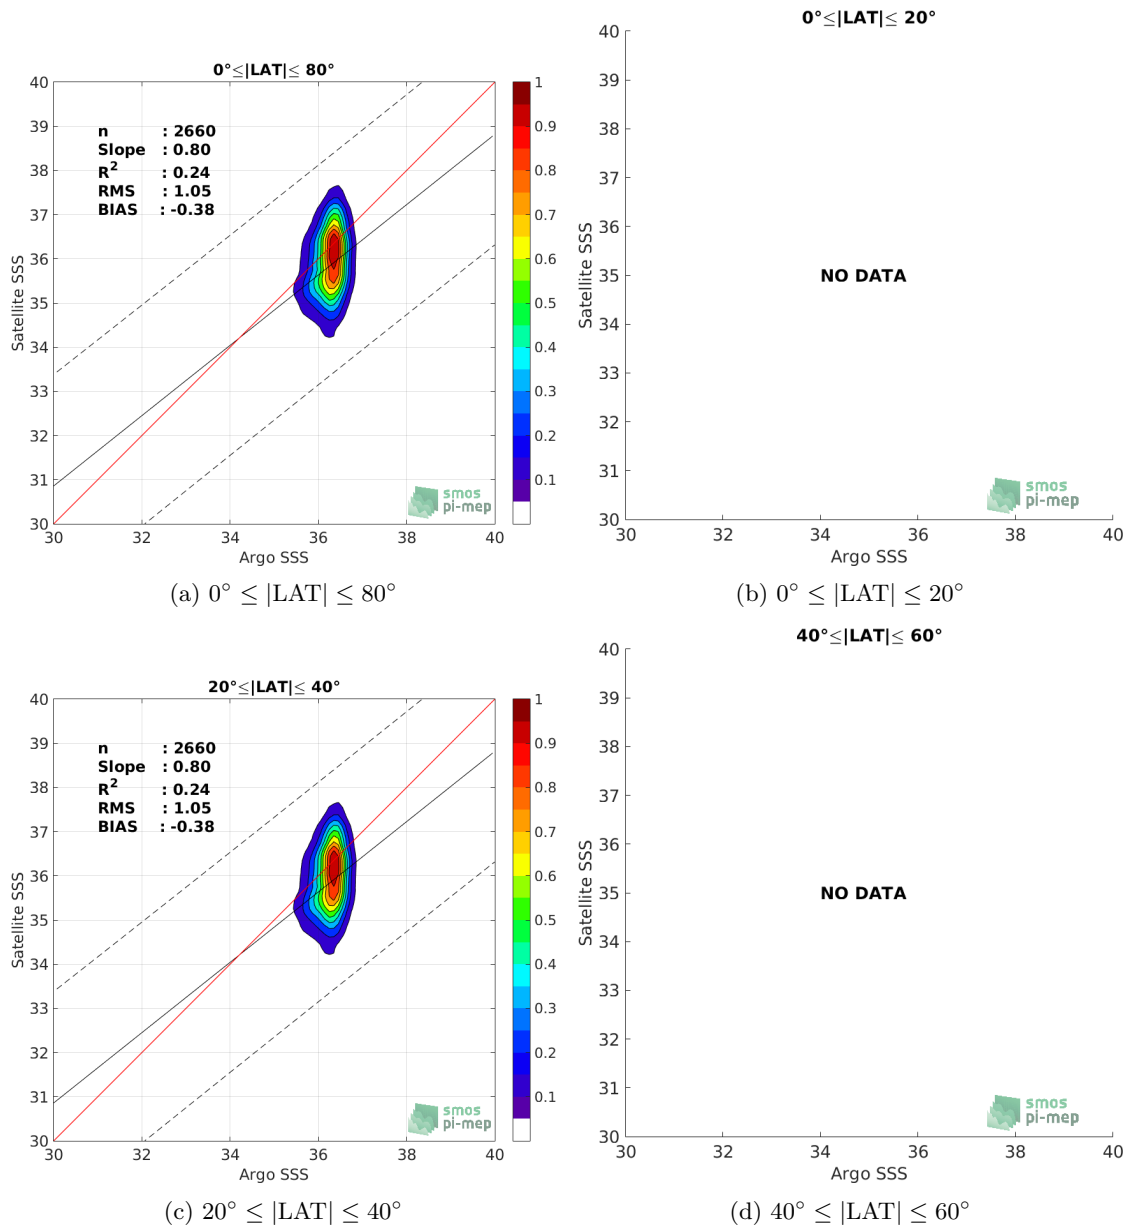 0°≤|LAT|≤ 80°
40
39
38
37
36
35
34
33
32
31
30
Satellite SSS
n : 2660
Slope : 0.80
R² : 0.24
RMS : 1.05
BIAS : -0.38
smos
pi-mep
30 32 34 36 38 40
Argo SSS
1
0.9
0.8
0.7
0.6
0.5
0.4
0.3
0.2
0.1
(a) 0° ≤ |LAT| ≤ 80°
0°≤|LAT|≤ 20°
40
39
38
37
36
35
34
33
32
31
30
Satellite SSS
NO DATA
smos
pi-mep
30 32 34 36 38 40
Argo SSS
(b) 0° ≤ |LAT| ≤ 20°
20°≤|LAT|≤ 40°
40
39
38
37
36
35
34
33
32
31
30
Satellite SSS
n : 2660
Slope : 0.80
R² : 0.24
RMS : 1.05
BIAS : -0.38
smos
pi-mep
30 32 34 36 38 40
Argo SSS
1
0.9
0.8
0.7
0.6
0.5
0.4
0.3
0.2
0.1
(c) 20° ≤ |LAT| ≤ 40°
40°≤|LAT|≤ 60°
40
39
38
37
36
35
34
33
32
31
30
Satellite SSS
NO DATA
smos
pi-mep
30 32 34 36 38 40
Argo SSS
(d) 40° ≤ |LAT| ≤ 60°